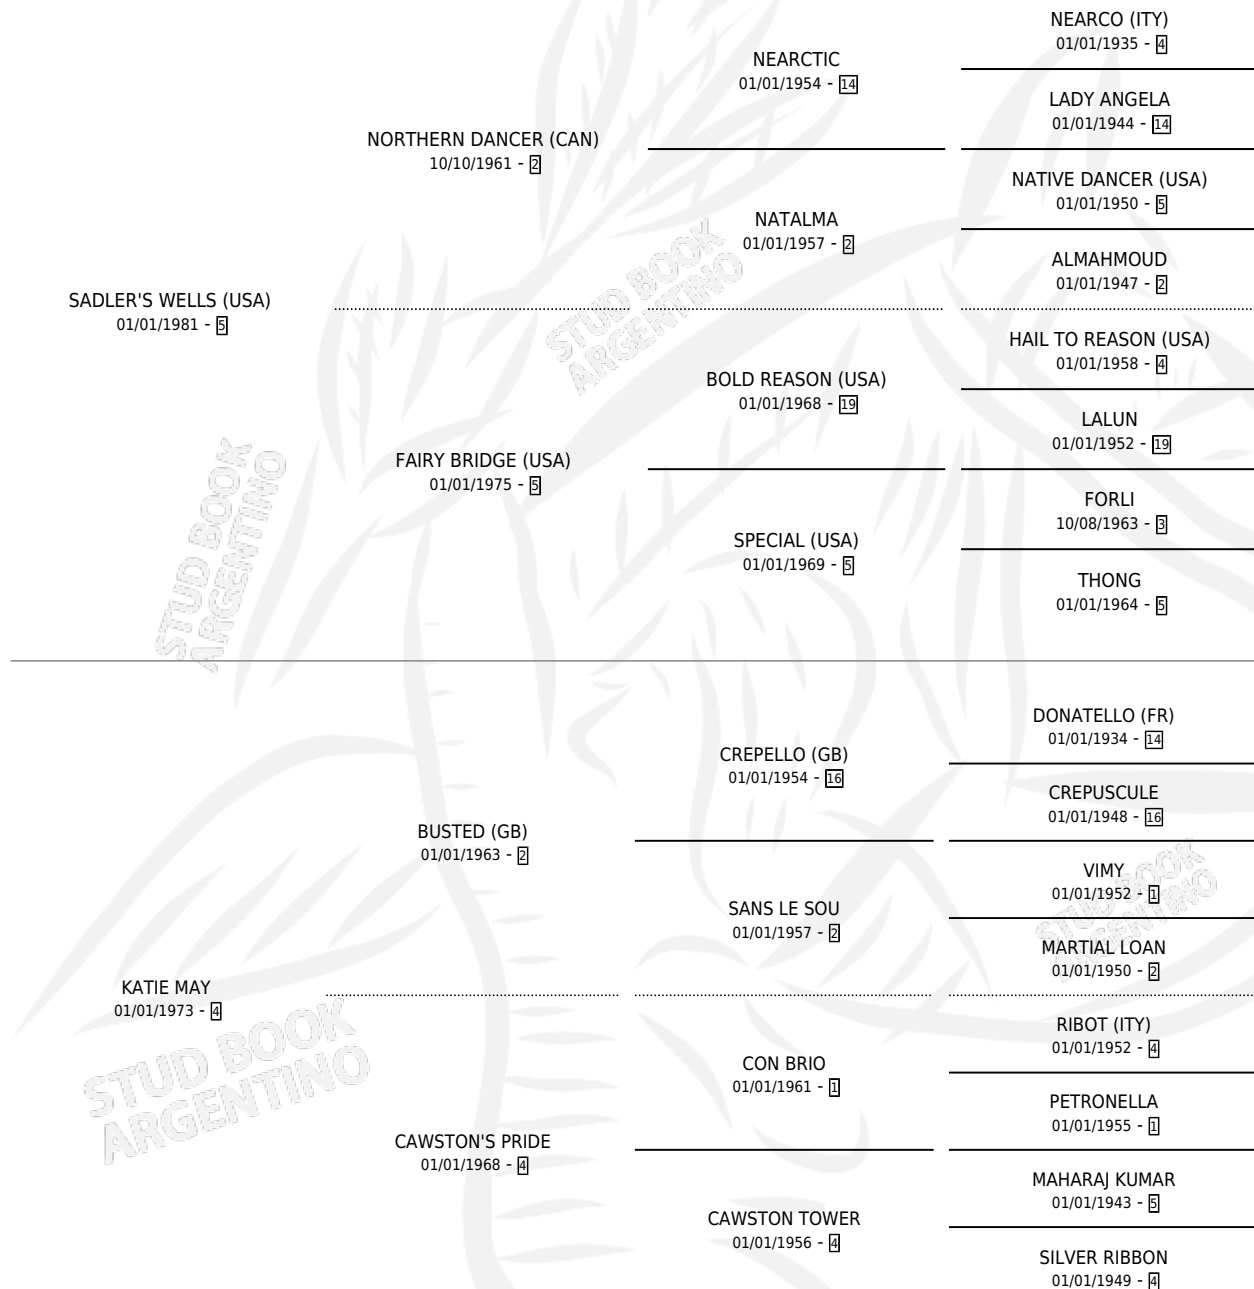 NEARCO (ITY)
01/01/1935 - 4
NEARCTIC
01/01/1954 - 14
LADY ANGELA
01/01/1944 - 14
NORTHERN DANCER (CAN)
10/10/1961 - 2
NATIVE DANCER (USA)
01/01/1950 - 5
NATALMA
01/01/1957 - 2
ALMAHMOUD
01/01/1947 - 2
SADLER'S WELLS (USA)
01/01/1981 - 5
HAIL TO REASON (USA)
01/01/1958 - 4
BOLD REASON (USA)
01/01/1968 - 19
LALUN
01/01/1952 - 19
FAIRY BRIDGE (USA)
01/01/1975 - 5
FORLI
10/08/1963 - 3
SPECIAL (USA)
01/01/1969 - 5
THONG
01/01/1964 - 5
DONATELLO (FR)
01/01/1934 - 14
CREPELLO (GB)
01/01/1954 - 16
CREPUSCULE
01/01/1948 - 16
BUSTED (GB)
01/01/1963 - 2
VIMY
01/01/1952 - 1
SANS LE SOU
01/01/1957 - 2
MARTIAL LOAN
01/01/1950 - 2
KATIE MAY
01/01/1973 - 4
RIBOT (ITY)
01/01/1952 - 4
CON BRIO
01/01/1961 - 1
PETRONELLA
01/01/1955 - 1
CAWSTON'S PRIDE
01/01/1968 - 4
MAHARAJ KUMAR
01/01/1943 - 5
CAWSTON TOWER
01/01/1956 - 4
SILVER RIBBON
01/01/1949 - 4
STUD BOOK
ARGENTINO
STUD BOOK
ARGENTINO
STUD BOOK
ARGENTINO
STUD BOOK
ARGENTINO